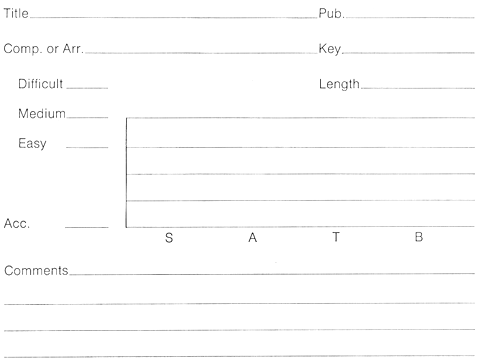 Title Pub.
Comp. or Arr. Key
Difficult Length
Medium
Easy
Acc.
S A T B
Comments